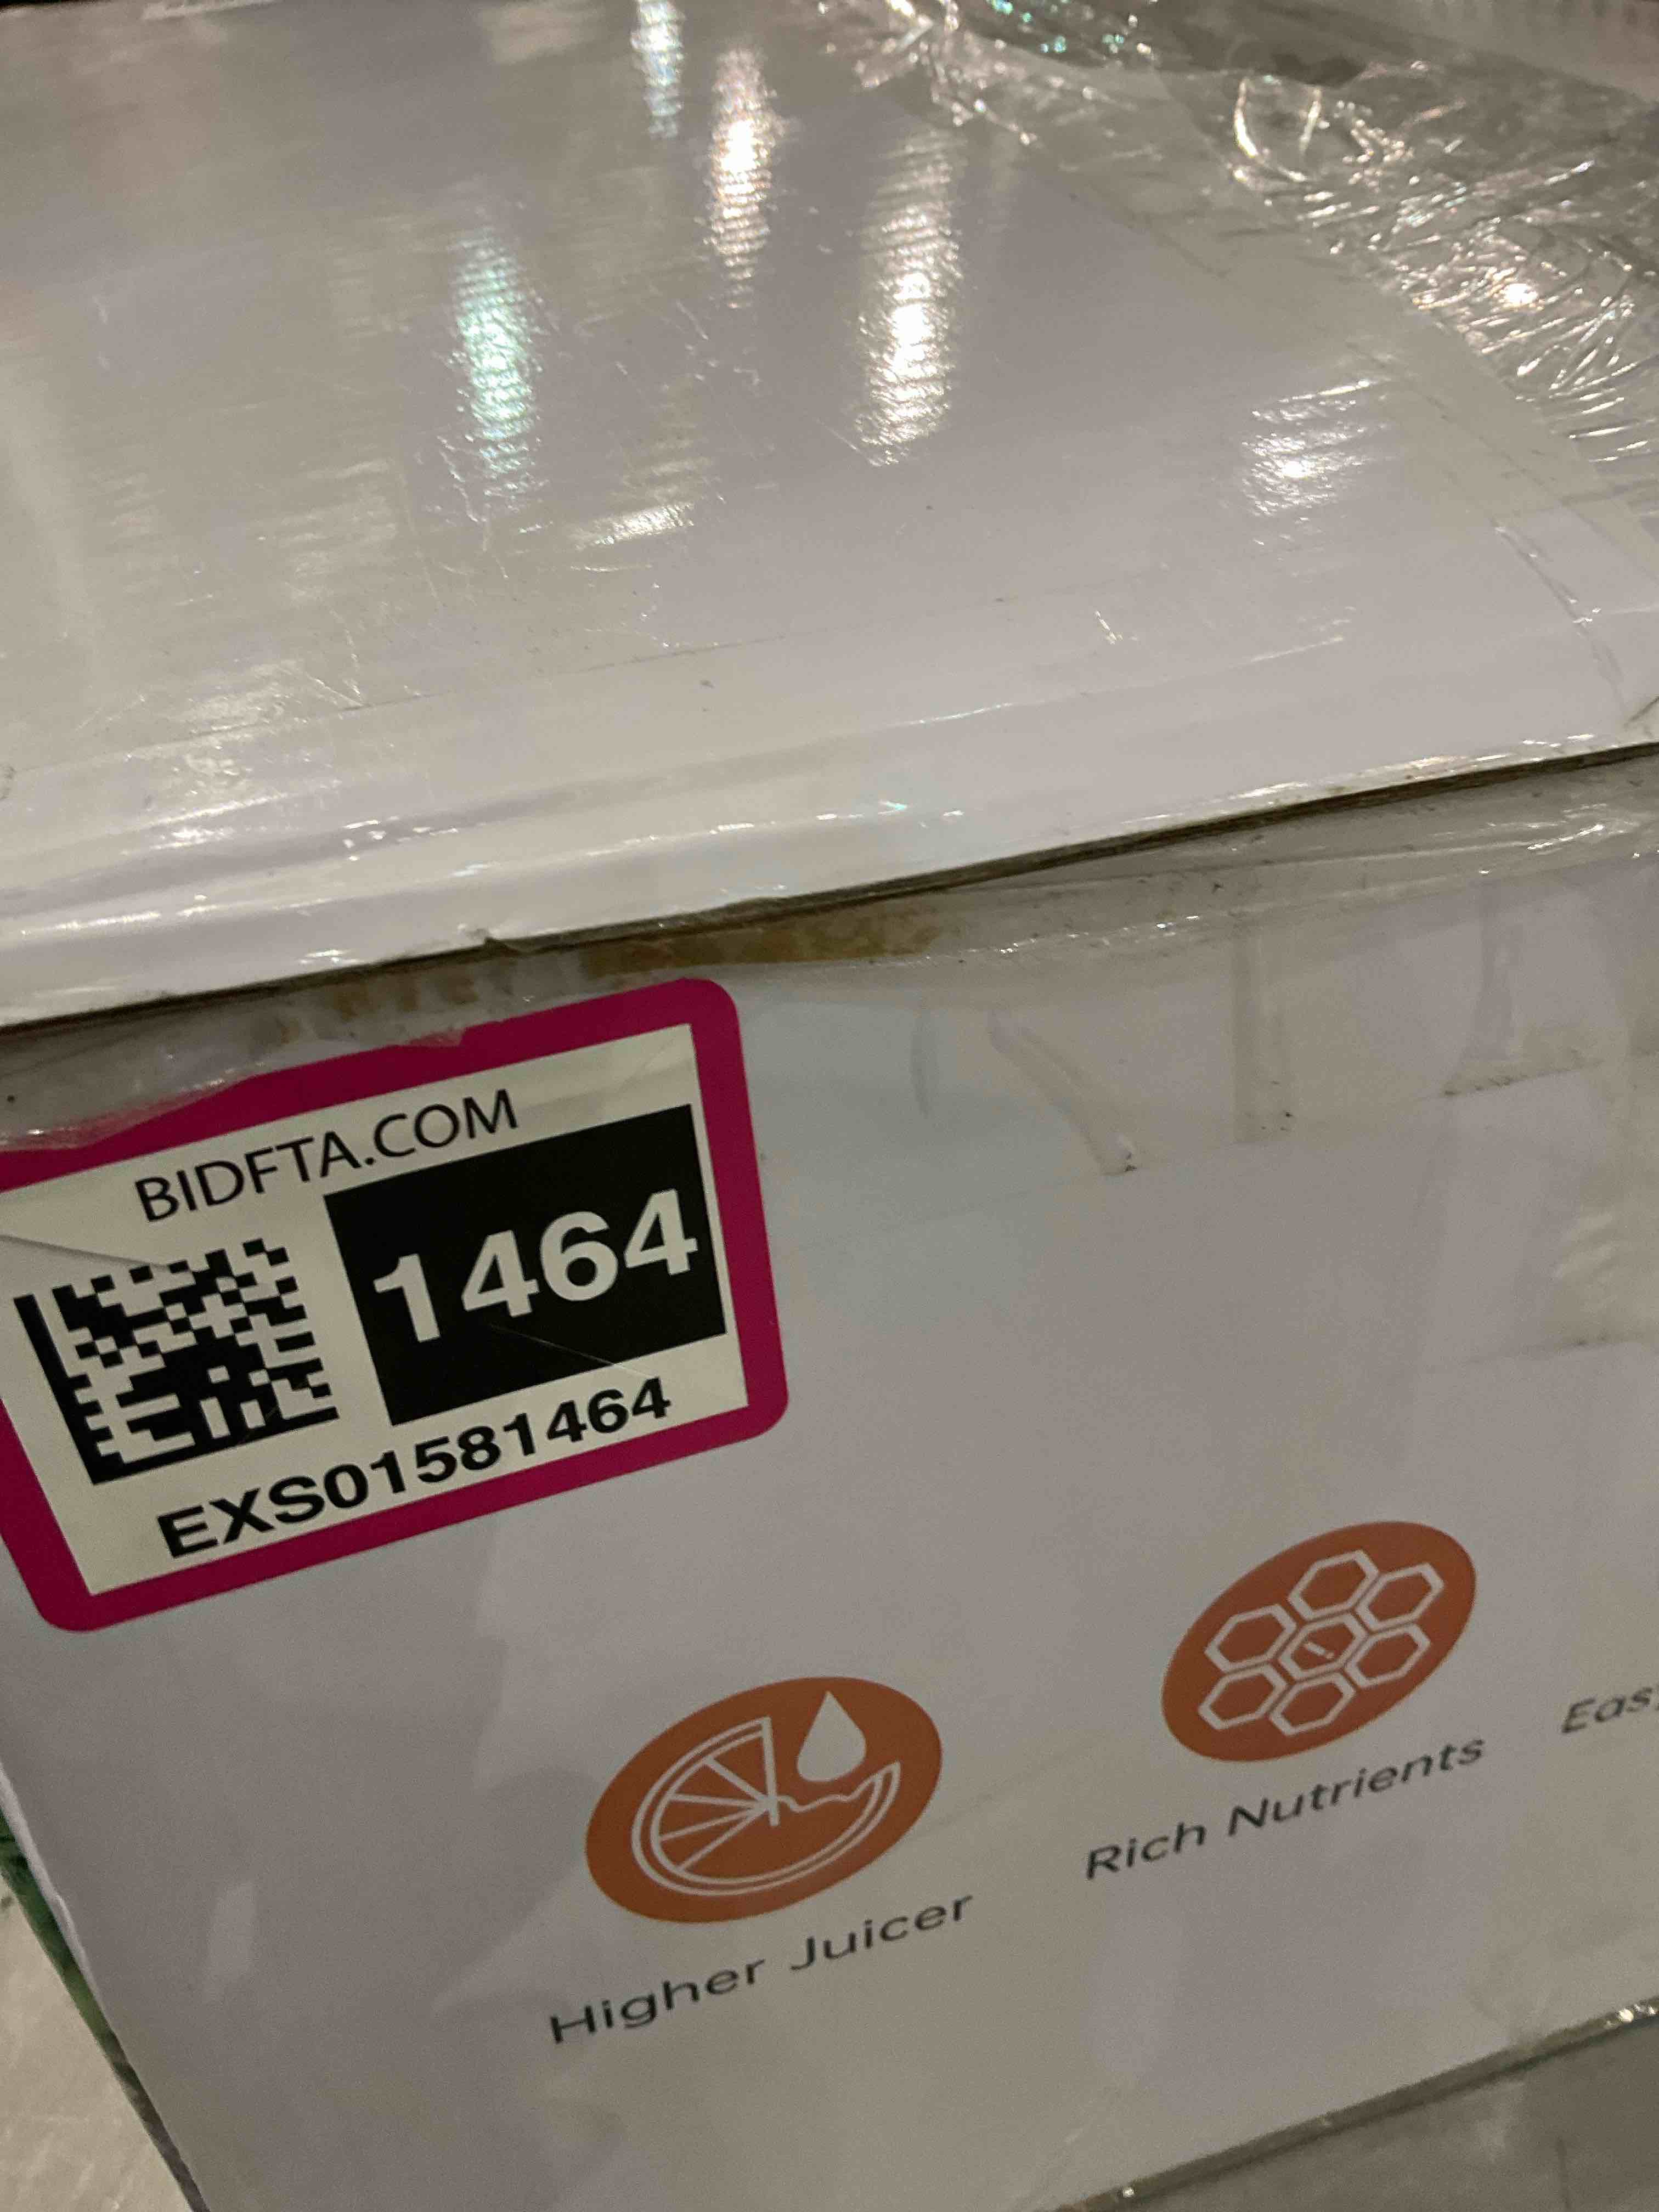 BIDFTA.COM
1464
EXS01581464
Higher Juicer
Rich Nutrients